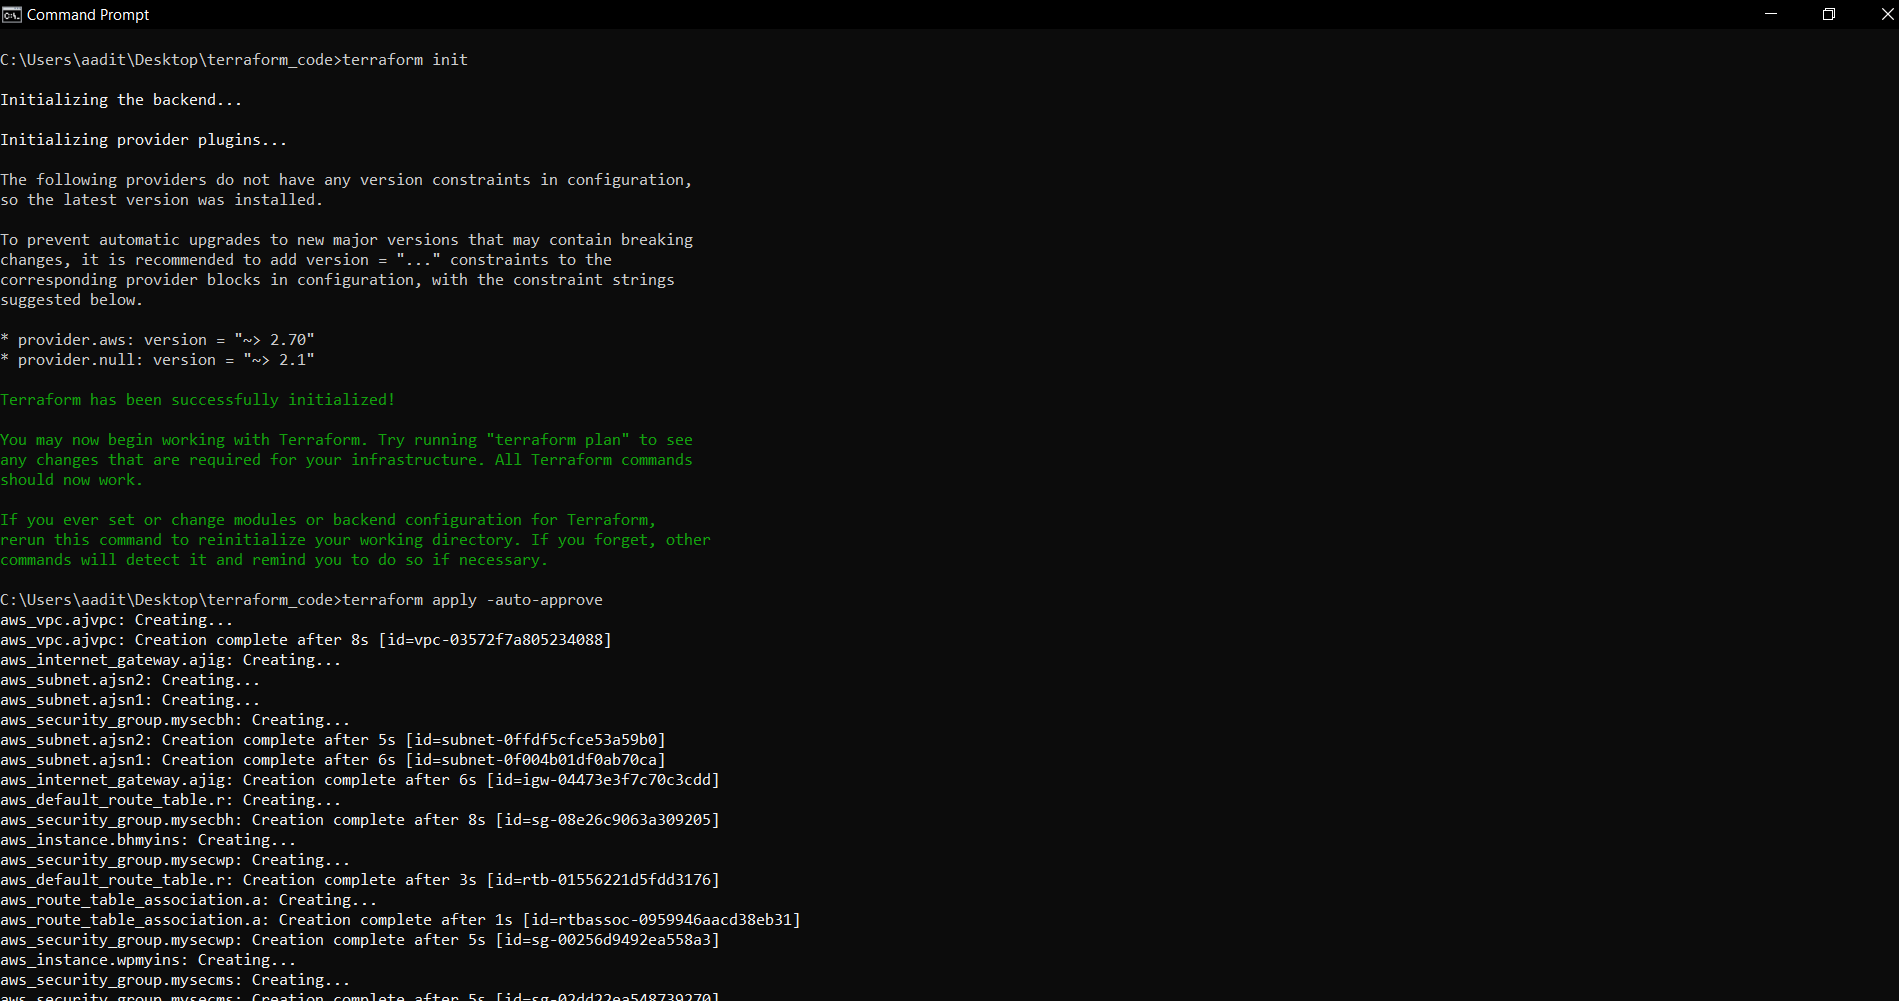 Command Prompt
C:\Users\aadit\Desktop\terraform_code>terraform init
Initializing the backend...
Initializing provider plugins...
The following providers do not have any version constraints in configuration,
so the latest version was installed.
To prevent automatic upgrades to new major versions that may contain breaking
changes, it is recommended to add version = "..." constraints to the
corresponding provider blocks in configuration, with the constraint strings
suggested below.
* provider.aws: version = "~> 2.70"
* provider.null: version = "~> 2.1"
Terraform has been successfully initialized!
You may now begin working with Terraform. Try running "terraform plan" to see
any changes that are required for your infrastructure. All Terraform commands
should now work.
If you ever set or change modules or backend configuration for Terraform,
rerun this command to reinitialize your working directory. If you forget, other
commands will detect it and remind you to do so if necessary.
C:\Users\aadit\Desktop\terraform_code>terraform apply -auto-approve
aws_vpc.ajvpc: Creating...
aws_vpc.ajvpc: Creation complete after 8s [id=vpc-03572f7a805234088]
aws_internet_gateway.ajig: Creating...
aws_subnet.ajsn2: Creating...
aws_subnet.ajsn1: Creating...
aws_security_group.mysecbh: Creating...
aws_subnet.ajsn2: Creation complete after 5s [id=subnet-0ffdf5cfce53a59b0]
aws_subnet.ajsn1: Creation complete after 6s [id=subnet-0f004b01df0ab70ca]
aws_internet_gateway.ajig: Creation complete after 6s [id=igw-04473e3f7c70c3cdd]
aws_default_route_table.r: Creating...
aws_security_group.mysecbh: Creation complete after 8s [id=sg-08e26c9063a309205]
aws_instance.bhmyins: Creating...
aws_security_group.mysecwp: Creating...
aws_default_route_table.r: Creation complete after 3s [id=rtb-01556221d5fdd3176]
aws_route_table_association.a: Creating...
aws_route_table_association.a: Creation complete after 1s [id=rtbassoc-0959946aacd38eb31]
aws_security_group.mysecwp: Creation complete after 5s [id=sg-00256d9492ea558a3]
aws_instance.wpmyins: Creating...
aws_security_group.mysecms: Creating...
aws_security_group.mysecms: Creation complete after 5s [id=sg-02dd22ea548739270]